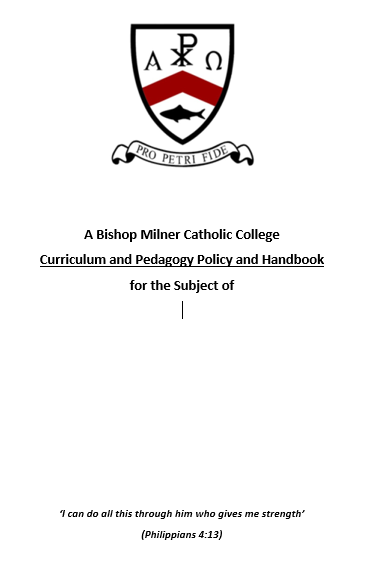 Α Ω
PRO PETRI FIDE
A Bishop Milner Catholic College
Curriculum and Pedagogy Policy and Handbook
for the Subject of
‘I can do all this through him who gives me strength’
(Philippians 4:13)